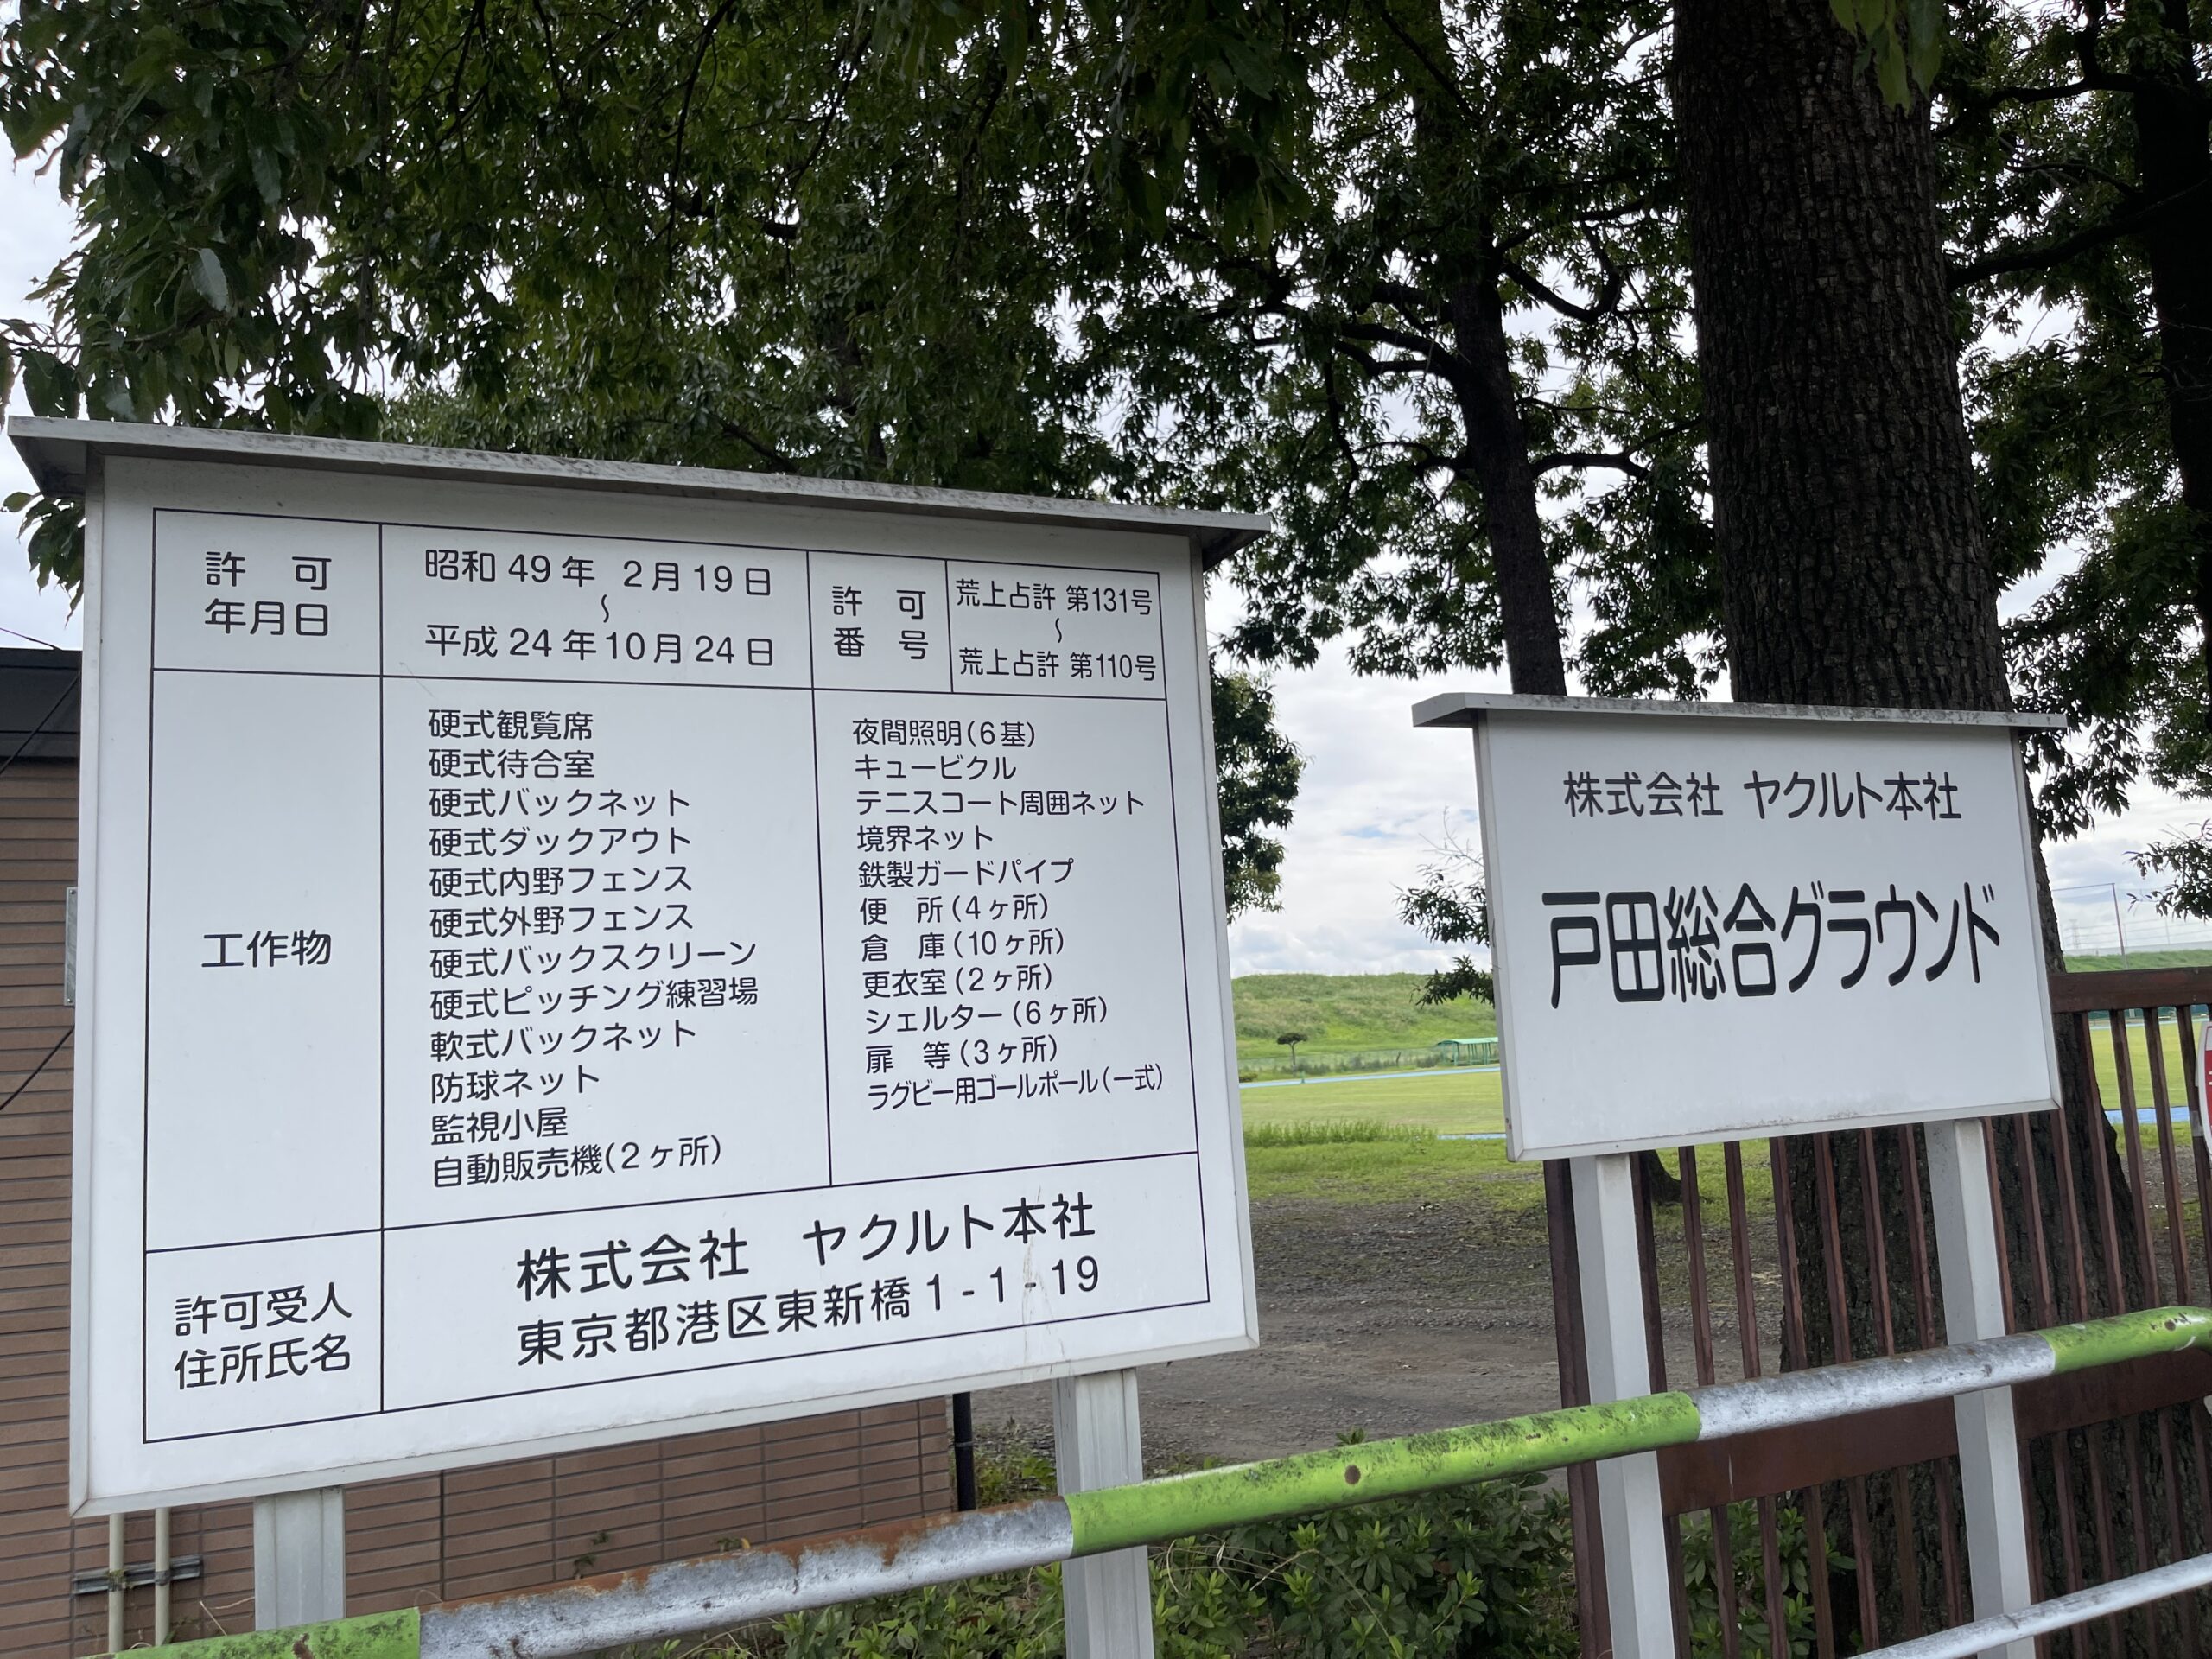 許 可
年月日
昭和 49 年 2 月 19 日
〜
平成 24 年 10 月 24 日
許 可
番 号
荒上占許 第131号
〜
荒上占許 第110号
工作物
硬式観覧席
硬式待合室
硬式バックネット
硬式ダックアウト
硬式内野フェンス
硬式外野フェンス
硬式バックスクリーン
硬式ピッチング練習場
軟式バックネット
防球ネット
監視小屋
自動販売機(2ヶ所)
夜間照明(6基)
キュービクル
テニスコート周囲ネット
境界ネット
鉄製ガードパイプ
便 所(4ヶ所)
倉 庫(10ヶ所)
更衣室(2ヶ所)
シェルター(6ヶ所)
扉 等(3ヶ所)
ラグビー用ゴールポール(一式)
許可受人
住所氏名
株式会社 ヤクルト本社
東京都港区東新橋1-1-19
株式会社 ヤクルト本社
戸田総合グラウンド